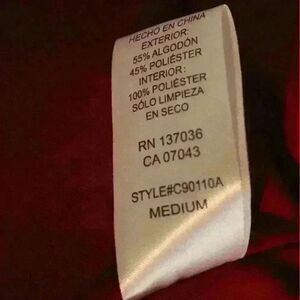 HECHO EN CHINA
EXTERIOR:
55% ALGODÓN
45% POLIÉSTER
INTERIOR:
100% POLIÉSTER
SÓLO LIMPIEZA
EN SECO
RN 137036
CA 07043
STYLE#C90110A
MEDIUM